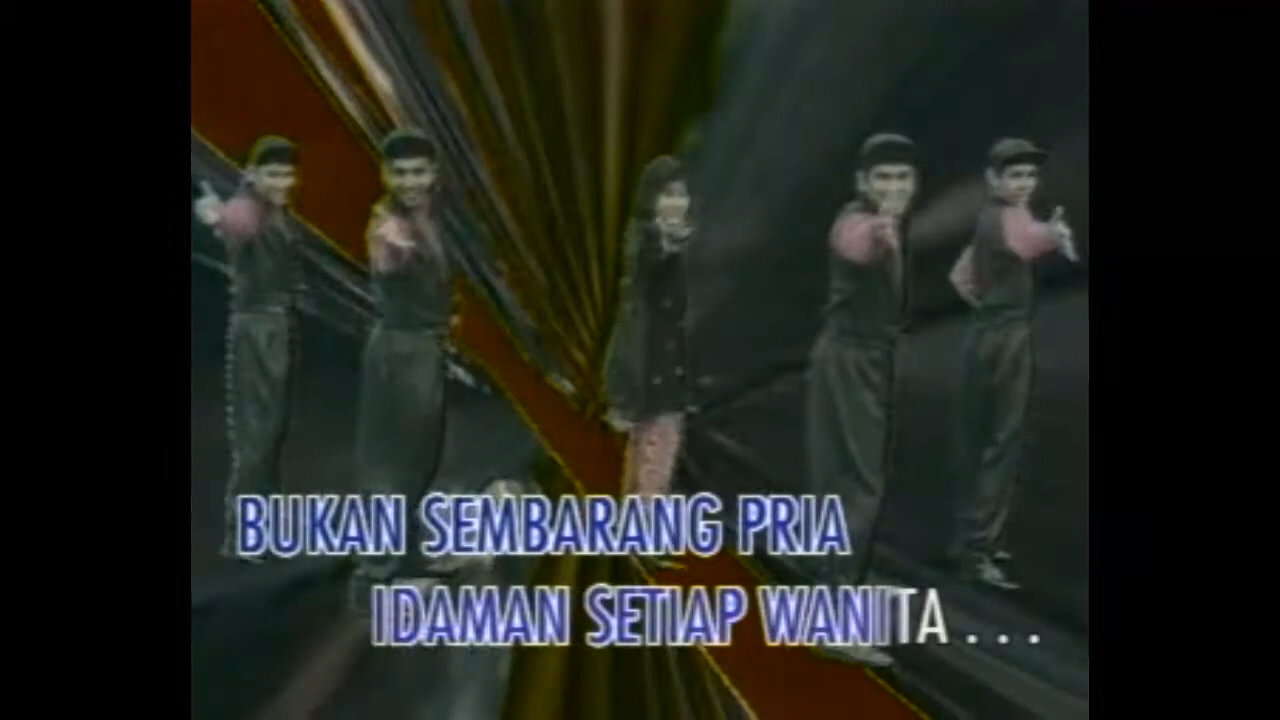 BUKAN SEMBARANG PRIA
IDAMAN SETIAP WANITA . . .